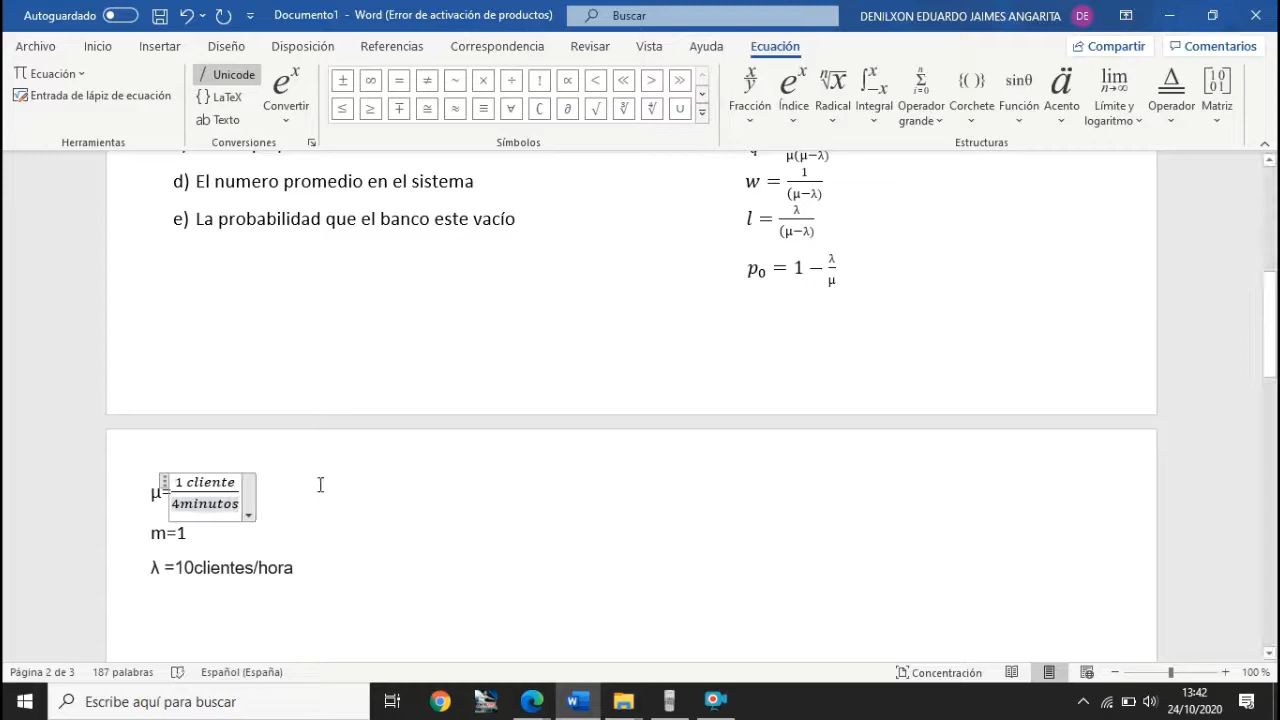 Autoguardado Documento1 - Word (Error de activación de productos) Buscar DENILXON EDUARDO JAIMES ANGARITA DE
Archivo Inicio Insertar Diseño Disposición Referencias Correspondencia Revisar Vista Ayuda Ecuación Compartir Comentarios
Ecuación
Entrada de lápiz de ecuación
Unicode
LaTeX
ab Texto
Convertir
± ∞ = ≠ ~ × ÷ ! ∝ < ≪ > ≫
≤ ≥ ∓ ≅ ≈ ≡ ∀ ∁ ∂ √ ∛ ∜ ∪
Fracción Índice Radical Integral Operador grande Corchete Función Acento Límite y logaritmo Operador Matriz
Herramientas Conversiones Símbolos Estructuras
μ(μ−λ)
d) El numero promedio en el sistema w = 1/(μ−λ)
e) La probabilidad que el banco este vacío l = λ/(μ−λ)
p₀ = 1 − λ/μ
μ= 1 cliente / 4minutos
m=1
λ =10clientes/hora
Página 2 de 3 187 palabras Español (España) Concentración 100 %
Escribe aquí para buscar 13:42
24/10/2020